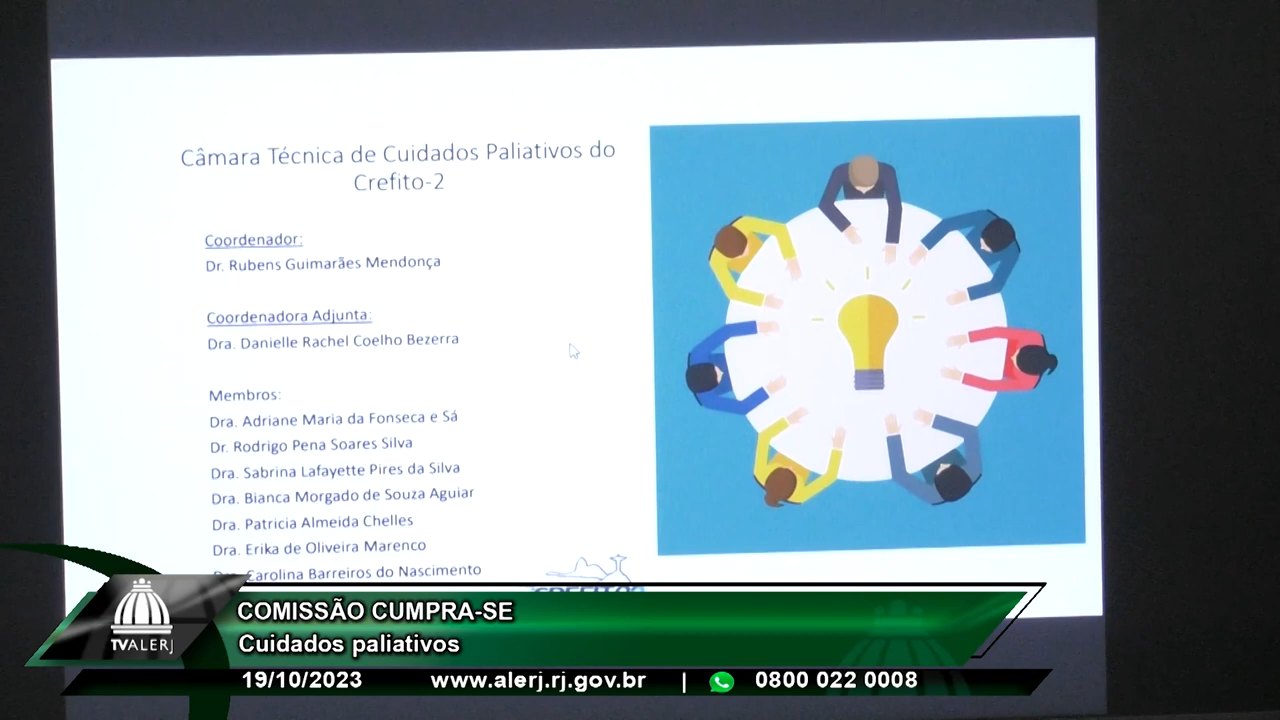 Câmara Técnica de Cuidados Paliativos do
Crefito-2
Coordenador:
Dr. Rubens Guimarães Mendonça
Coordenadora Adjunta:
Dra. Danielle Rachel Coelho Bezerra
Membros:
Dra. Adriane Maria da Fonseca e Sá
Dr. Rodrigo Pena Soares Silva
Dra. Sabrina Lafayette Pires da Silva
Dra. Bianca Morgado de Souza Aguiar
Dra. Patricia Almeida Chelles
Dra. Erika de Oliveira Marenco
Dra. Carolina Barreiros do Nascimento
COMISSÃO CUMPRA-SE
TVALERJ
Cuidados paliativos
19/10/2023 www.alerj.rj.gov.br | 0800 022 0008